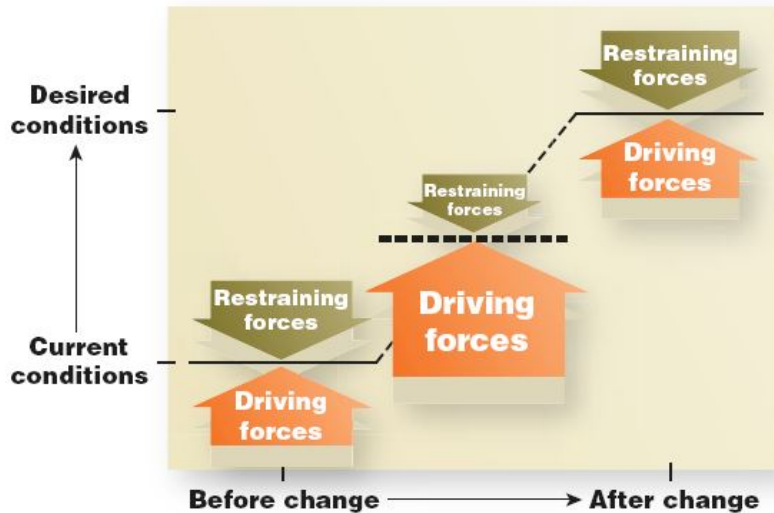 Restraining
forces
Desired
conditions
Driving
forces
Restraining
forces
Restraining
forces
Driving
forces
Current
conditions
Driving
forces
Before change
After change